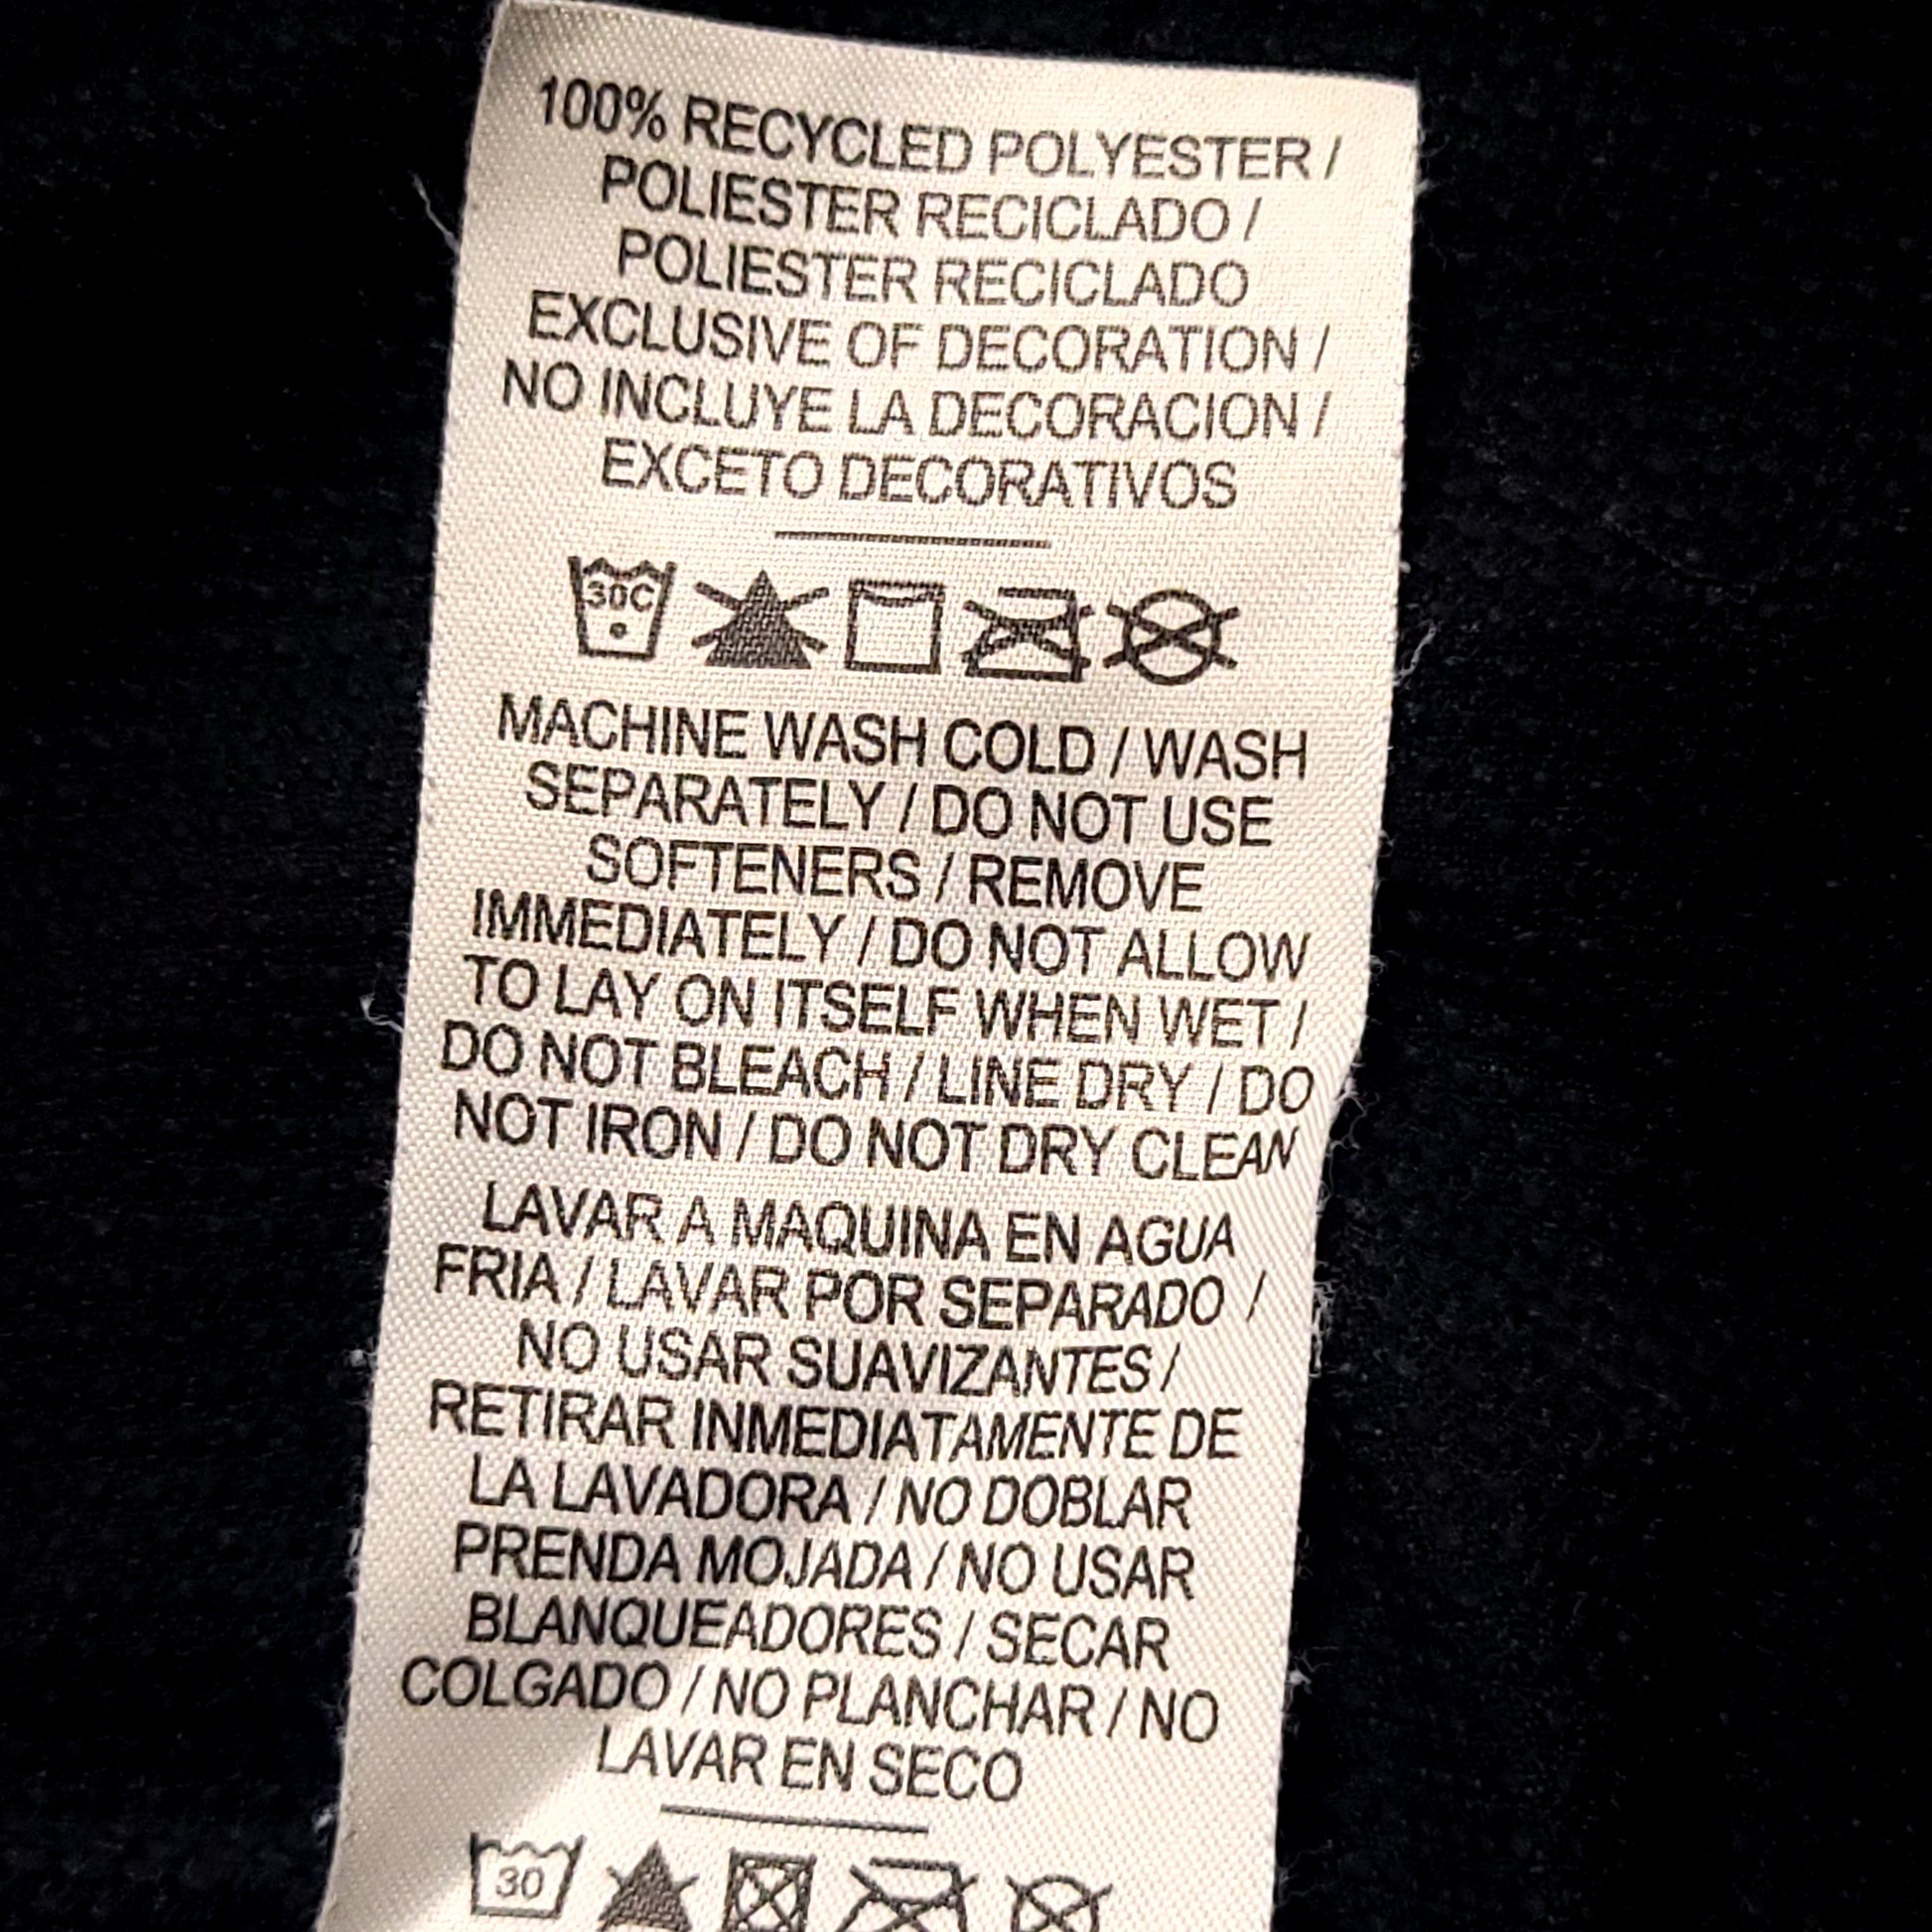 100% RECYCLED POLYESTER /
POLIESTER RECICLADO /
POLIESTER RECICLADO
EXCLUSIVE OF DECORATION /
NO INCLUYE LA DECORACION /
EXCETO DECORATIVOS
30C
MACHINE WASH COLD / WASH
SEPARATELY / DO NOT USE
SOFTENERS / REMOVE
IMMEDIATELY / DO NOT ALLOW
TO LAY ON ITSELF WHEN WET /
DO NOT BLEACH / LINE DRY / DO
NOT IRON / DO NOT DRY CLEAN
LAVAR A MAQUINA EN AGUA
FRIA / LAVAR POR SEPARADO /
NO USAR SUAVIZANTES /
RETIRAR INMEDIATAMENTE DE
LA LAVADORA / NO DOBLAR
PRENDA MOJADA / NO USAR
BLANQUEADORES / SECAR
COLGADO / NO PLANCHAR / NO
LAVAR EN SECO
30